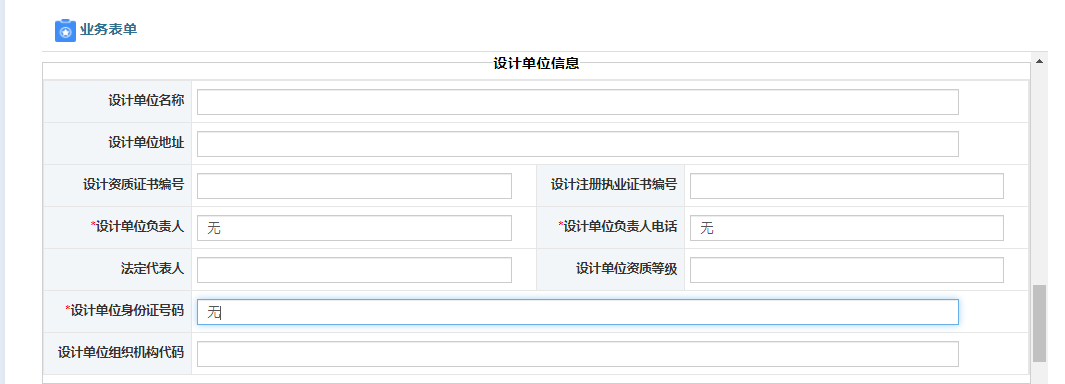 业务表单
设计单位信息
设计单位名称
设计单位地址
设计资质证书编号 设计注册执业证书编号
*设计单位负责人 无 *设计单位负责人电话 无
法定代表人 设计单位资质等级
*设计单位身份证号码 无
设计单位组织机构代码